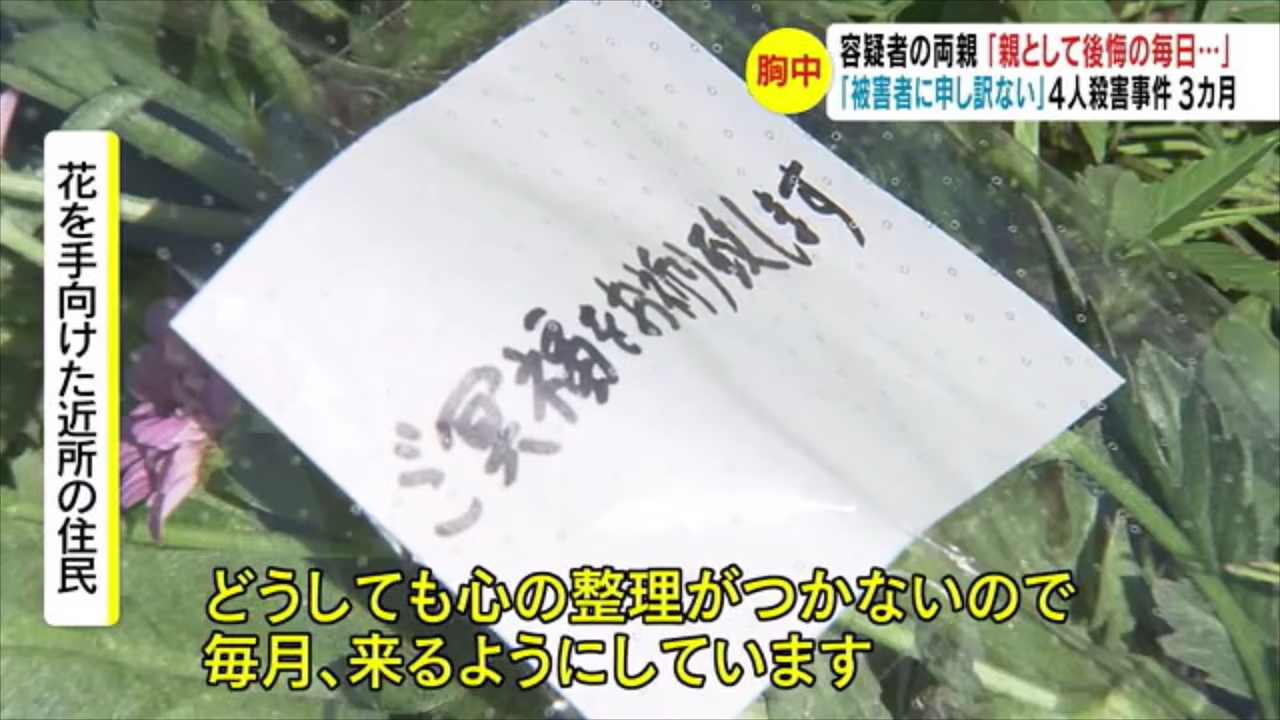 胸中
容疑者の両親「親として後悔の毎日…」
「被害者に申し訳ない」4人殺害事件 3カ月
花を手向けた近所の住民
ご冥福をお祈り致します
どうしても心の整理がつかないので
毎月、来るようにしています